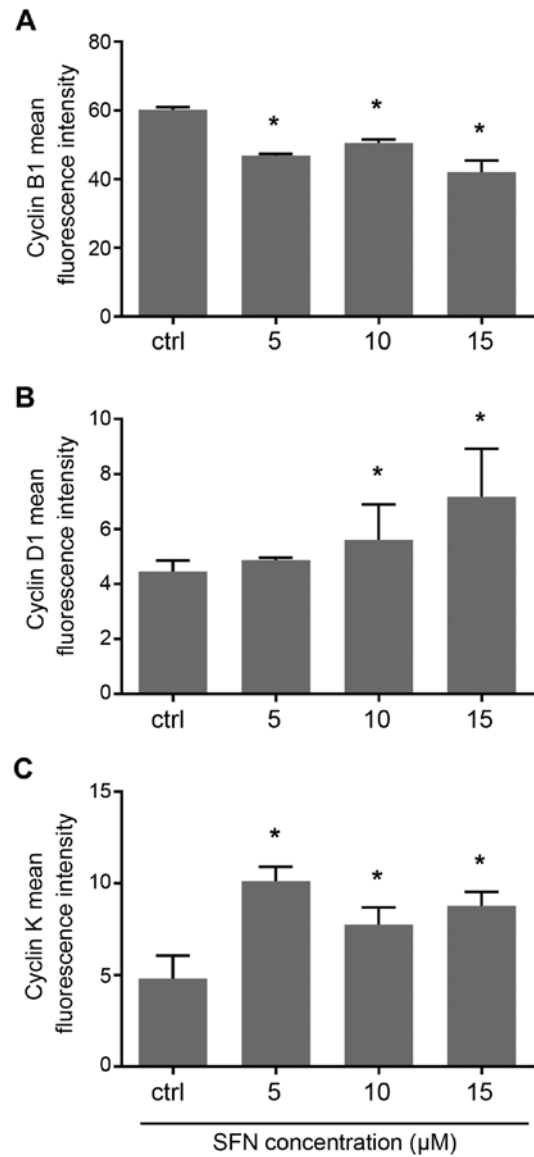 A
Cyclin B1 mean
fluorescence intensity
80
60
40
20
0
*
*
*
ctrl 5 10 15
B
Cyclin D1 mean
fluorescence intensity
10
8
6
4
2
0
*
*
ctrl 5 10 15
C
Cyclin K mean
fluorescence intensity
15
10
5
0
*
*
*
ctrl 5 10 15
SFN concentration (μM)